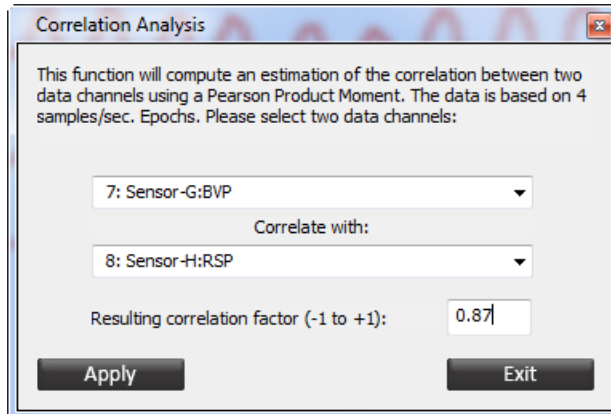 Correlation Analysis
This function will compute an estimation of the correlation between two
data channels using a Pearson Product Moment. The data is based on 4
samples/sec. Epochs. Please select two data channels:
7: Sensor-G:BVP
Correlate with:
8: Sensor-H:RSP
Resulting correlation factor (-1 to +1): 0.87
Apply Exit